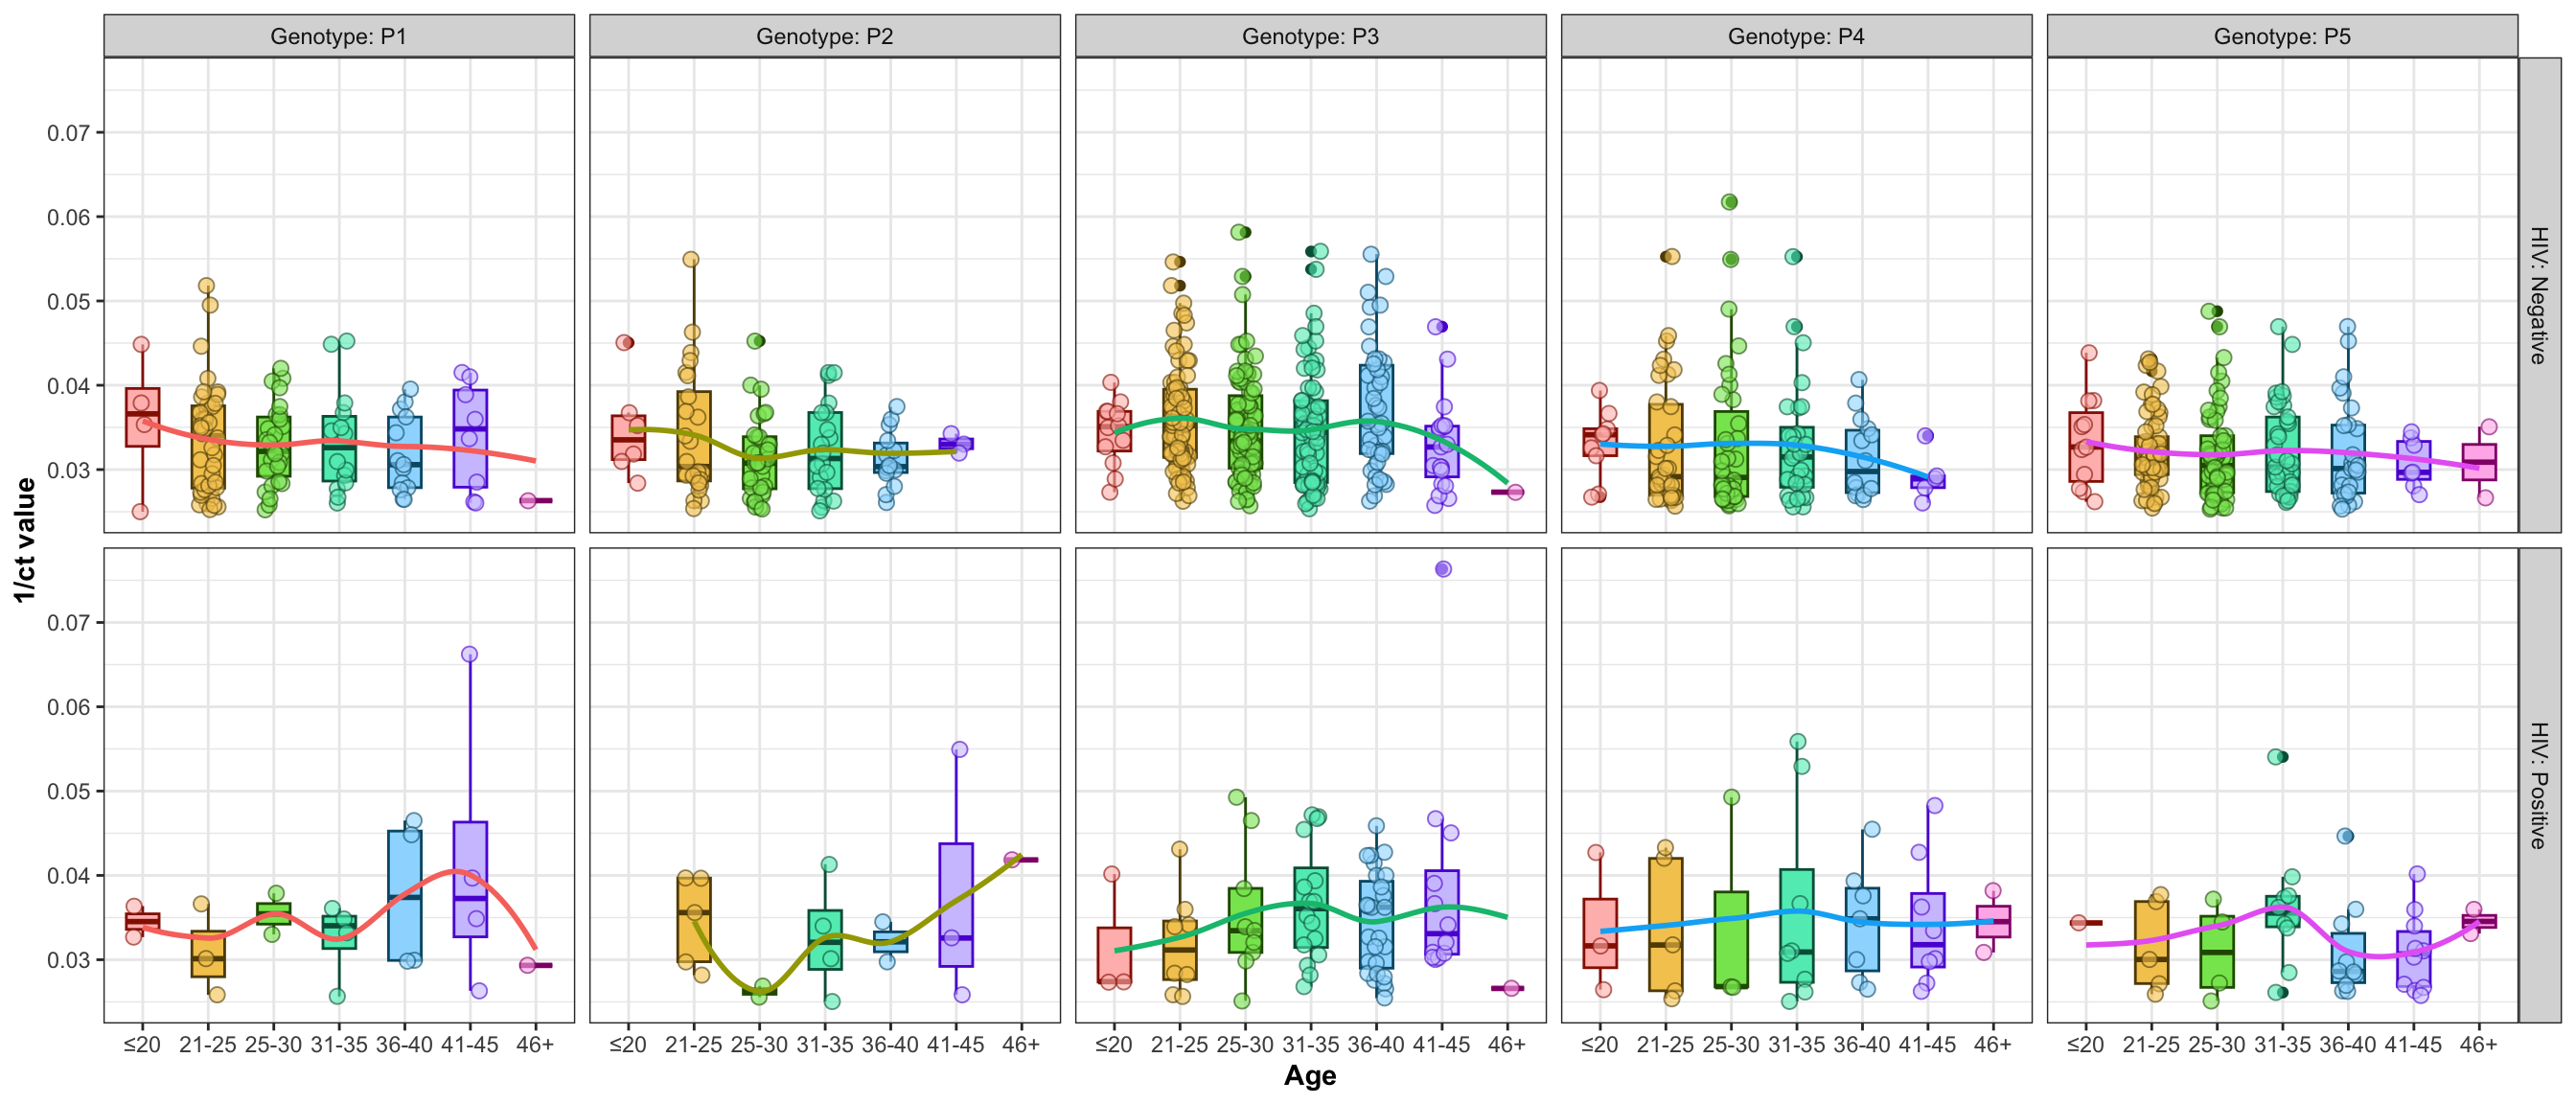 Genotype: P1
Genotype: P2
Genotype: P3
Genotype: P4
Genotype: P5
0.07
0.06
0.05
0.04
0.03
HIV: Negative
1/ct value
0.07
0.06
0.05
0.04
0.03
HIV: Positive
≤20 21-25 25-30 31-35 36-40 41-45 46+
≤20 21-25 25-30 31-35 36-40 41-45 46+
≤20 21-25 25-30 31-35 36-40 41-45 46+
≤20 21-25 25-30 31-35 36-40 41-45 46+
≤20 21-25 25-30 31-35 36-40 41-45 46+
Age